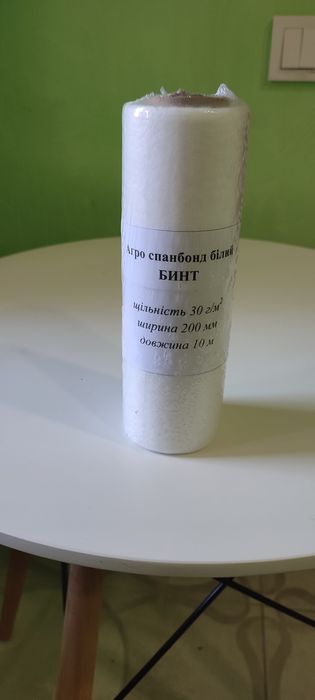 Агро спанбонд білий
БИНТ
щільність 30 г/м²
ширина 200 мм
довжина 10 м